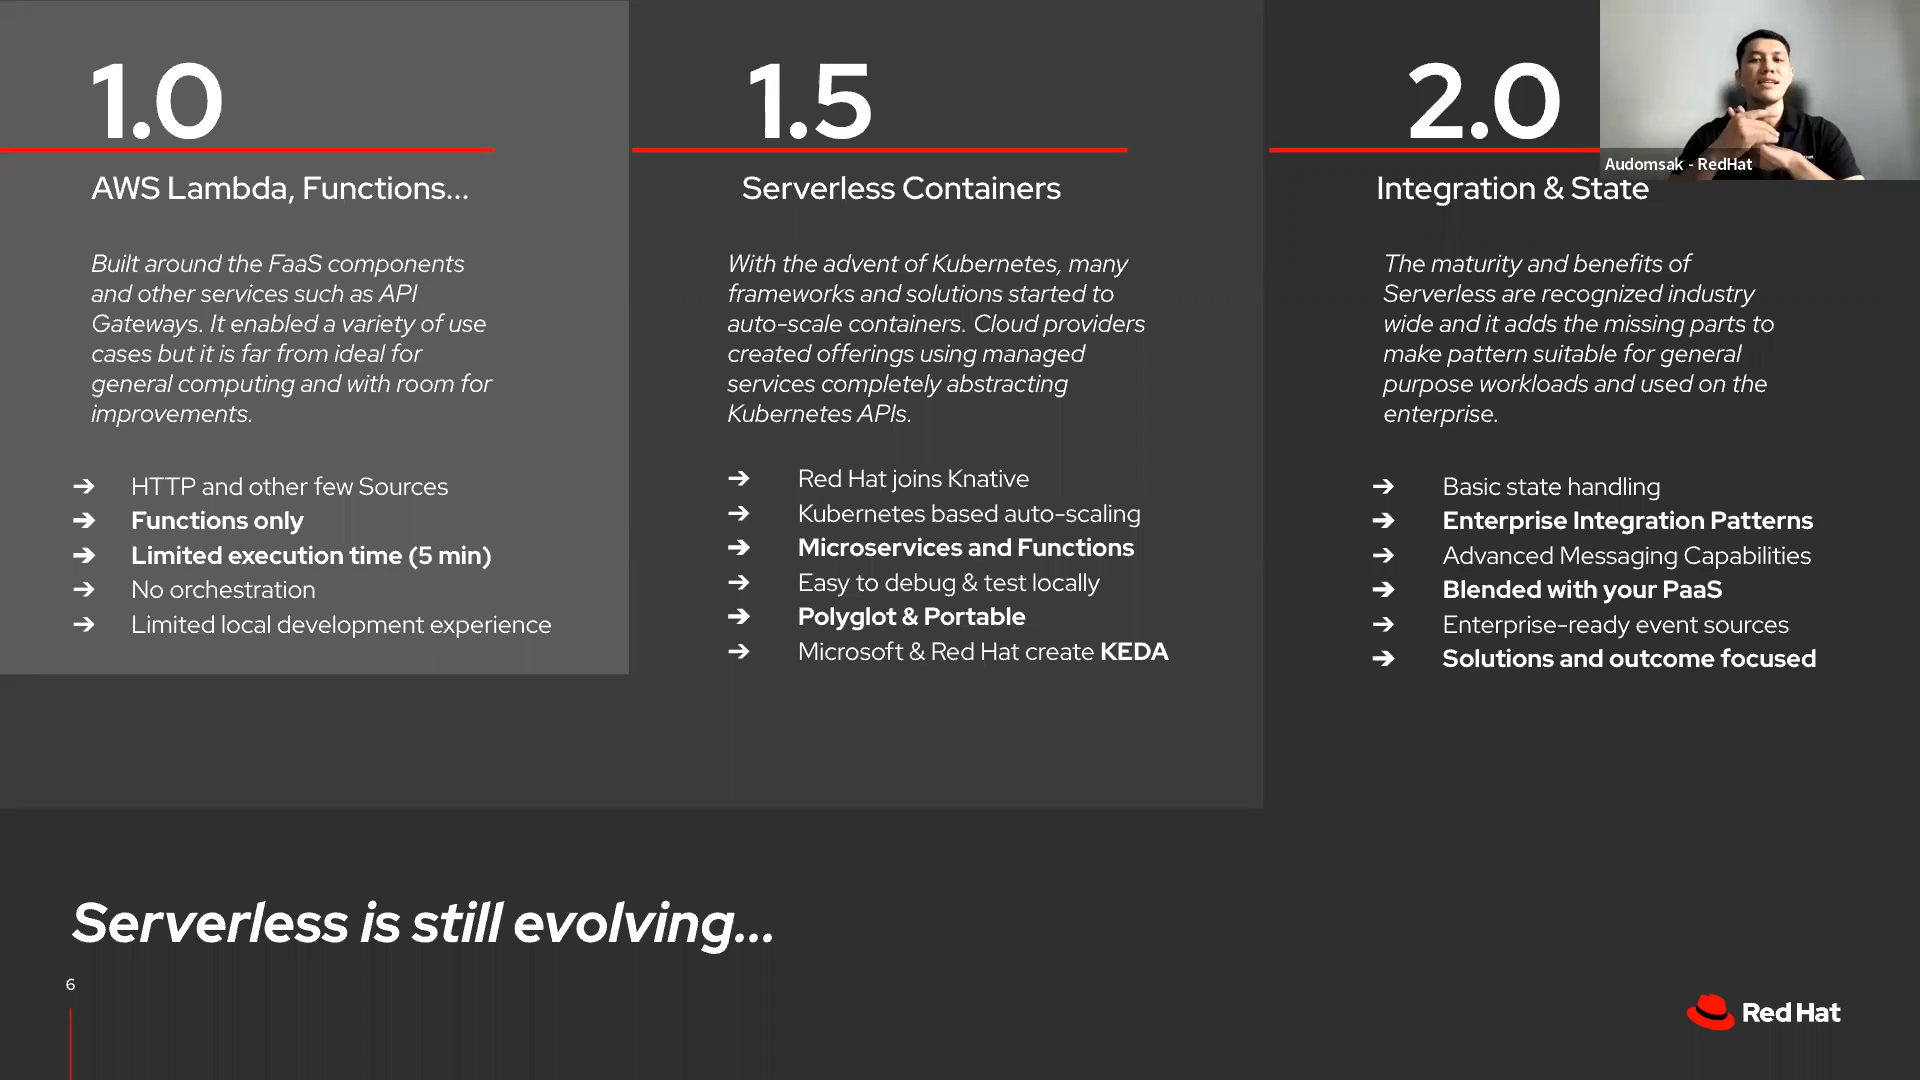 1.0
AWS Lambda, Functions...
Built around the FaaS components
and other services such as API
Gateways. It enabled a variety of use
cases but it is far from ideal for
general computing and with room for
improvements.
➔ HTTP and other few Sources
➔ Functions only
➔ Limited execution time (5 min)
➔ No orchestration
➔ Limited local development experience
1.5
Serverless Containers
With the advent of Kubernetes, many
frameworks and solutions started to
auto-scale containers. Cloud providers
created offerings using managed
services completely abstracting
Kubernetes APIs.
➔ Red Hat joins Knative
➔ Kubernetes based auto-scaling
➔ Microservices and Functions
➔ Easy to debug & test locally
➔ Polyglot & Portable
➔ Microsoft & Red Hat create KEDA
2.0
Integration & State
The maturity and benefits of
Serverless are recognized industry
wide and it adds the missing parts to
make pattern suitable for general
purpose workloads and used on the
enterprise.
➔ Basic state handling
➔ Enterprise Integration Patterns
➔ Advanced Messaging Capabilities
➔ Blended with your PaaS
➔ Enterprise-ready event sources
➔ Solutions and outcome focused
Audomsak - RedHat
Serverless is still evolving...
6
Red Hat